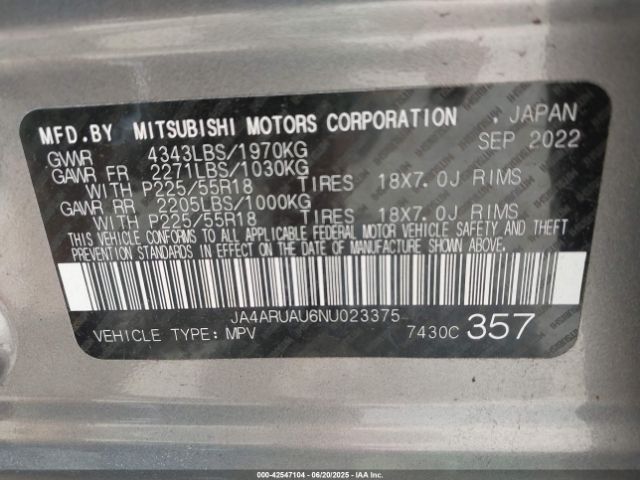 MFD.BY MITSUBISHI MOTORS CORPORATION , JAPAN
SEP 2022
GVWR 4343LBS/1970KG
GAWR FR 2271LBS/1030KG
WITH P225/55R18 TIRES 18X7.0J RIMS
GAWR RR 2205LBS/1000KG
WITH P225/55R18 TIRES 18X7.0J RIMS
THIS VEHICLE CONFORMS TO ALL APPLICABLE FEDERAL MOTOR VEHICLE SAFETY AND THEFT
PREVENTION STANDARDS IN EFFECT ON THE DATE OF MANUFACTURE SHOWN ABOVE.
JA4ARUAU6NU023375
VEHICLE TYPE: MPV 7430C 357
000-42547104 - 06/20/2025 - IAAI.COM